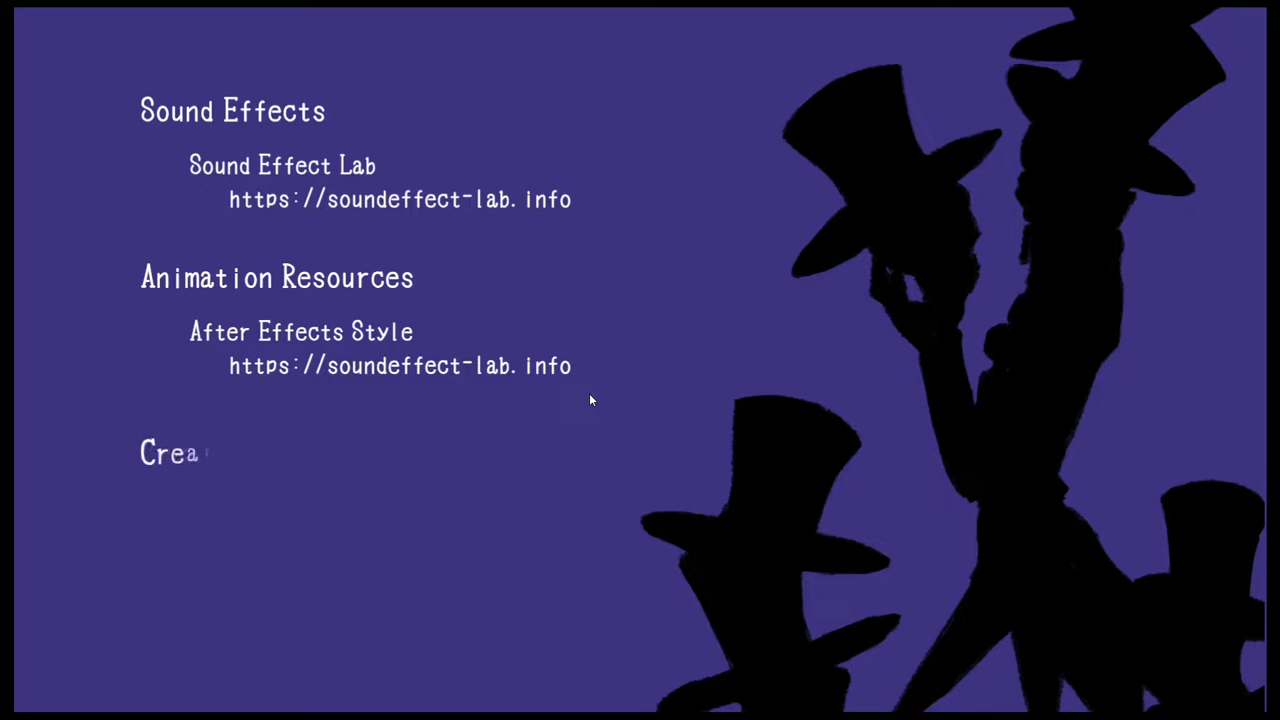 Sound Effects
Sound Effect Lab
https://soundeffect-lab.info
Animation Resources
After Effects Style
https://soundeffect-lab.info
Crea